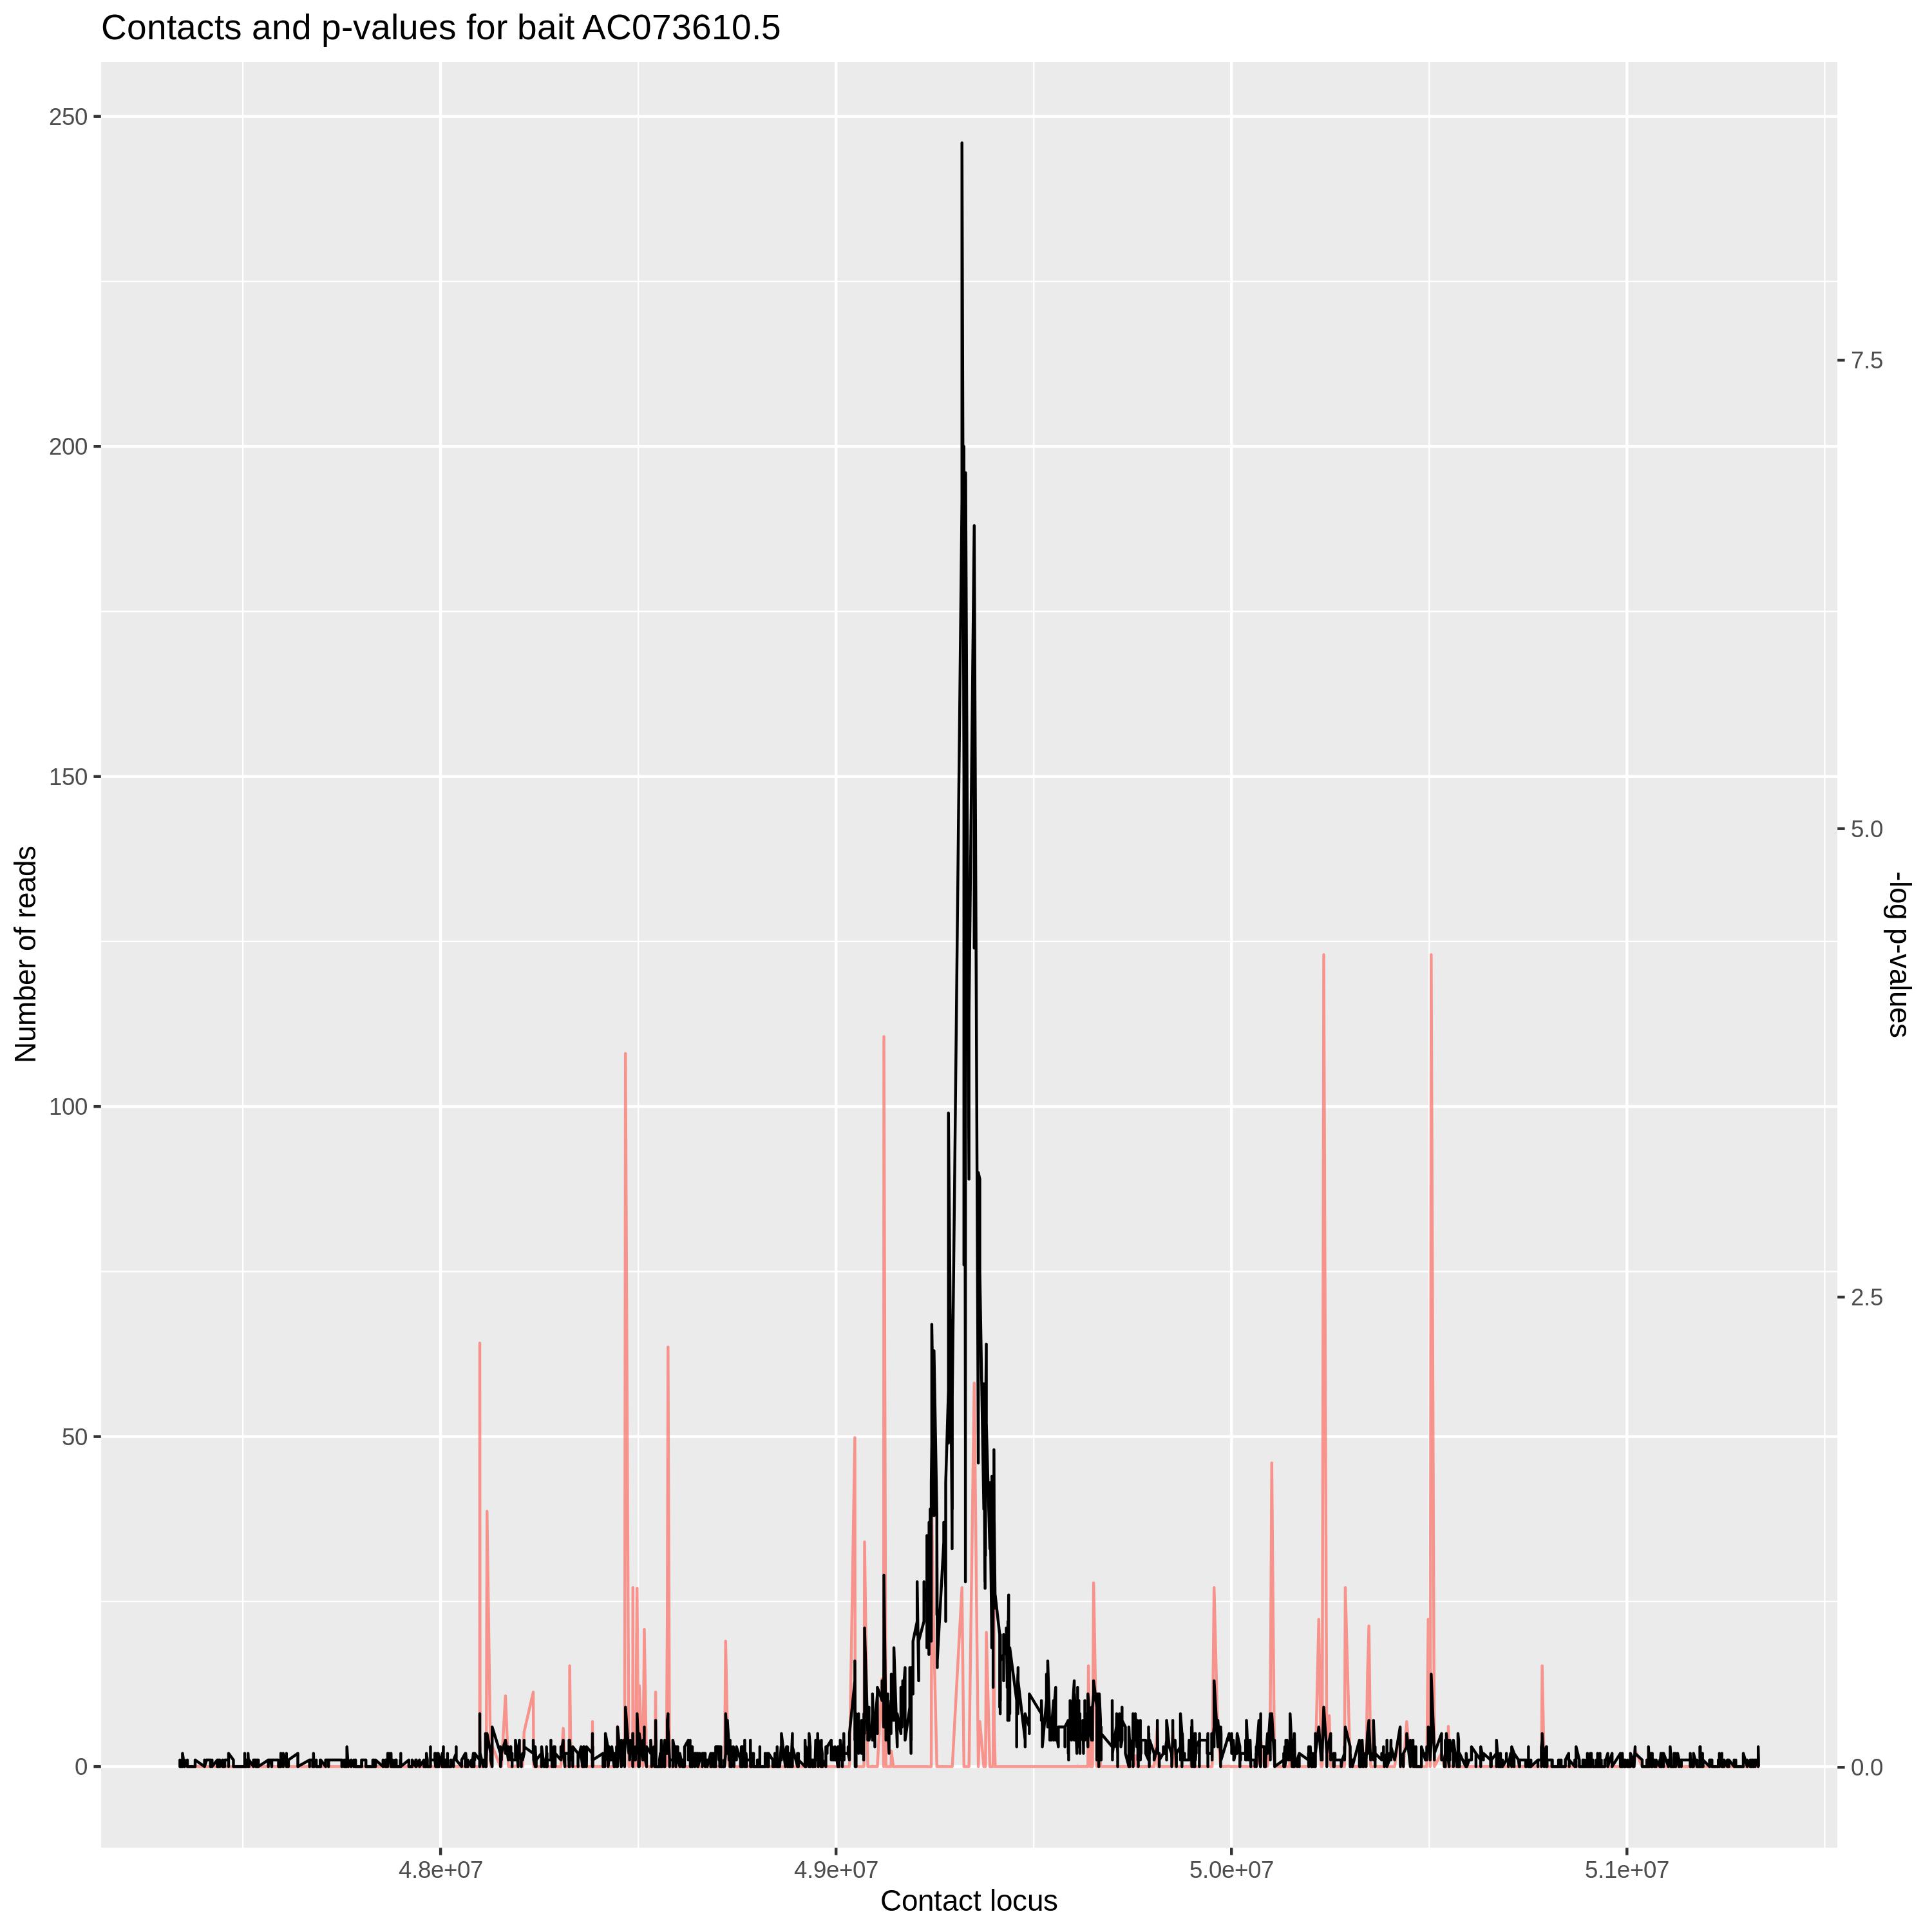 Contacts and p-values for bait AC073610.5
250
200
150
100
50
0
Number of reads
7.5
5.0
2.5
0.0
-log p-values
4.8e+07
4.9e+07
5.0e+07
5.1e+07
Contact locus